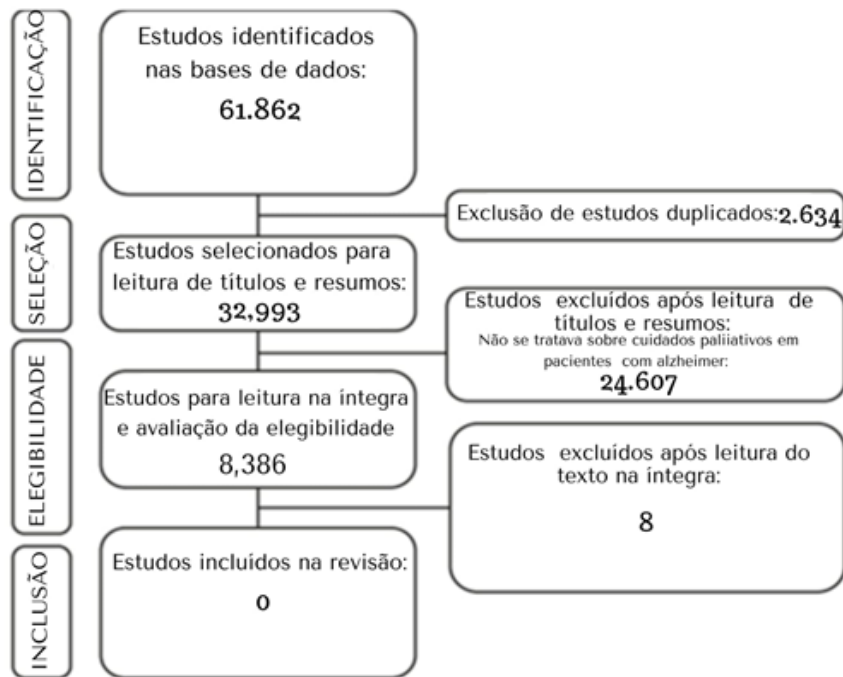 IDENTIFICAÇÃO
Estudos identificados
nas bases de dados:
61.862
Exclusão de estudos duplicados:2.634
SELEÇÃO
Estudos selecionados para
leitura de títulos e resumos:
32,993
Estudos excluídos após leitura de
títulos e resumos:
Não se tratava sobre cuidados paliiativos em
pacientes com alzheimer:
24.607
ELEGIBILIDADE
Estudos para leitura na íntegra
e avaliação da elegibilidade
8,386
Estudos excluídos após leitura do
texto na íntegra:
8
INCLUSÃO
Estudos incluídos na revisão:
0